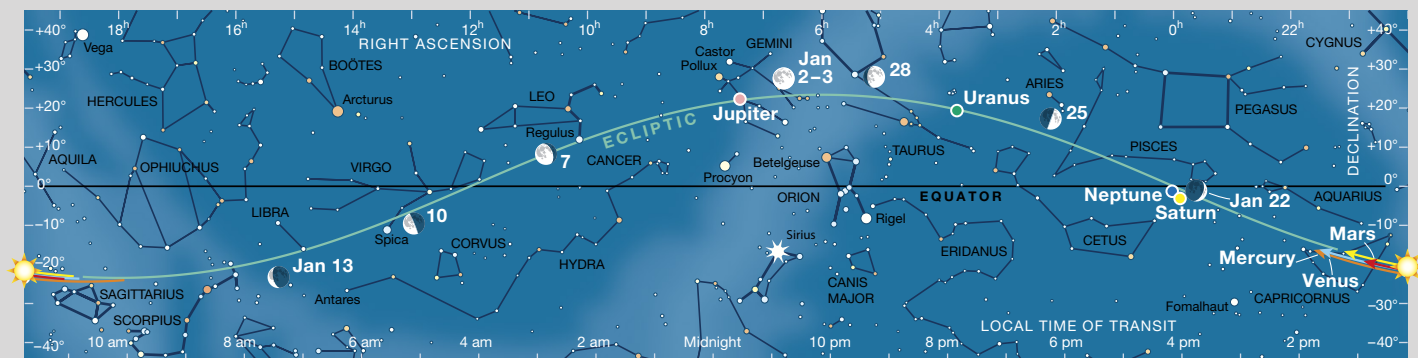 18h
16h
14h
12h
10h
8h
6h
4h
2h
0h
22h
RIGHT ASCENSION
+40°
+30°
+20°
+10°
0°
−10°
−20°
Vega
HERCULES
BOÖTES
Arcturus
AQUILA
OPHIUCHUS
VIRGO
LIBRA
Jan 13
SAGITTARIUS
SCORPIUS
Antares
LEO
Regulus
7
10
Spica
CORVUS
HYDRA
CANCER
ECLIPTIC
Castor
Pollux
GEMINI
Jan
2–3
28
Jupiter
Procyon
Betelgeuse
ORION
Rigel
Sirius
CANIS
MAJOR
TAURUS
Uranus
EQUATOR
ERIDANUS
ARIES
25
PISCES
CETUS
Neptune
Saturn
Jan 22
CYGNUS
PEGASUS
AQUARIUS
Mars
Mercury
Venus
CAPRICORNUS
Fomalhaut
DECLINATION
+40°
+30°
+20°
+10°
0°
−10°
−30°
−40°
LOCAL TIME OF TRANSIT
10 am
8 am
6 am
4 am
2 am
Midnight
10 pm
8 pm
6 pm
4 pm
2 pm